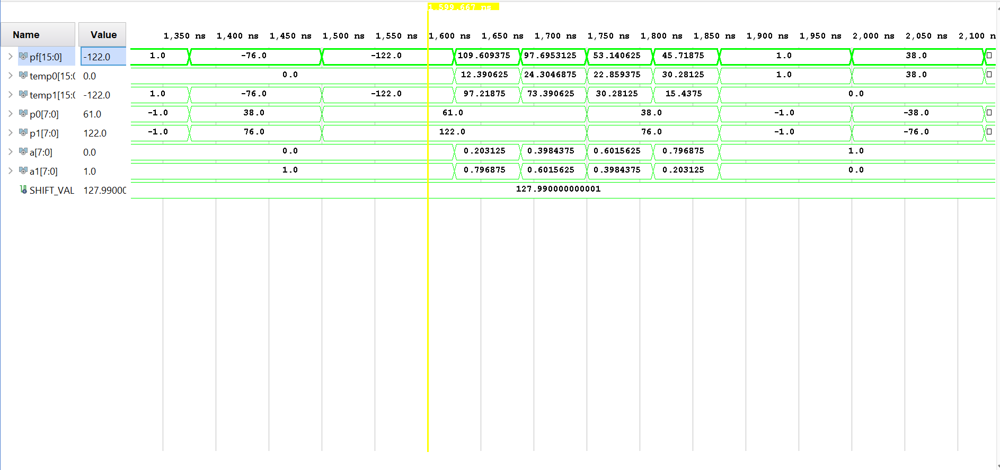 1,599.667 ns
Name Value 1,350 ns 1,400 ns 1,450 ns 1,500 ns 1,550 ns 1,600 ns 1,650 ns 1,700 ns 1,750 ns 1,800 ns 1,850 ns 1,900 ns 1,950 ns 2,000 ns 2,050 ns 2,100 n
pf[15:0] -122.0 1.0 -76.0 -122.0 109.609375 97.6953125 53.140625 45.71875 1.0 38.0
temp0[15:0 0.0 0.0 12.390625 24.3046875 22.859375 30.28125 1.0 38.0
temp1[15:0 -122.0 1.0 -76.0 -122.0 97.21875 73.390625 30.28125 15.4375 0.0
p0[7:0] 61.0 -1.0 38.0 61.0 38.0 -1.0 -38.0
p1[7:0] 122.0 -1.0 76.0 122.0 76.0 -1.0 -76.0
a[7:0] 0.0 0.0 0.203125 0.3984375 0.6015625 0.796875 1.0
a1[7:0] 1.0 1.0 0.796875 0.6015625 0.3984375 0.203125 0.0
SHIFT_VAL 127.99000 127.990000000001